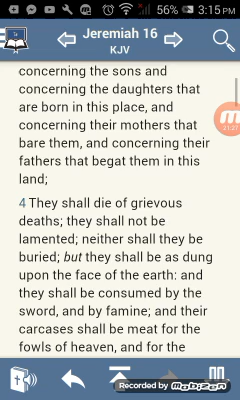 56% 3:15 PM
Jeremiah 16
KJV
concerning the sons and
concerning the daughters that
are born in this place, and
concerning their mothers that
bare them, and concerning their
fathers that begat them in this
land;
21:27
4 They shall die of grievous
deaths; they shall not be
lamented; neither shall they be
buried; but they shall be as dung
upon the face of the earth: and
they shall be consumed by the
sword, and by famine; and their
carcases shall be meat for the
fowls of heaven, and for the
Recorded by Mobizen